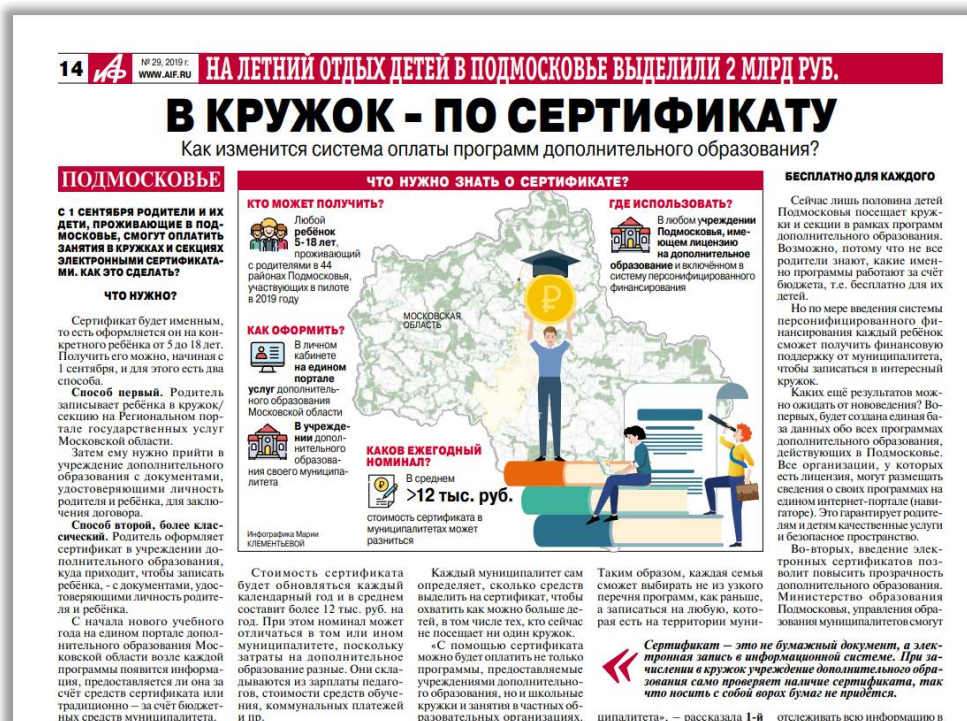 14 АиФ № 29, 2019 г.
WWW.AIF.RU
НА ЛЕТНИЙ ОТДЫХ ДЕТЕЙ В ПОДМОСКОВЬЕ ВЫДЕЛИЛИ 2 МЛРД РУБ.
В КРУЖОК – ПО СЕРТИФИКАТУ
Как изменится система оплаты программ дополнительного образования?
ПОДМОСКОВЬЕ
С 1 СЕНТЯБРЯ РОДИТЕЛИ И ИХ
ДЕТИ, ПРОЖИВАЮЩИЕ В ПОД-
МОСКОВЬЕ, СМОГУТ ОПЛАТИТЬ
ЗАНЯТИЯ В КРУЖКАХ И СЕКЦИЯХ
ЭЛЕКТРОННЫМИ СЕРТИФИКАТА-
МИ. КАК ЭТО СДЕЛАТЬ?
ЧТО НУЖНО?
Сертификат будет именным,
то есть оформляется он на кон-
кретного ребёнка от 5 до 18 лет.
Получить его можно, начиная с
1 сентября, и для этого есть два
способа.
Способ первый. Родитель
записывает ребёнка в кружок/
секцию на Региональном пор-
тале государственных услуг
Московской области.
Затем ему нужно прийти в
учреждение дополнительного
образования с документами,
удостоверяющими личность
родителя и ребёнка, для заклю-
чения договора.
Способ второй, более клас-
сический. Родитель оформляет
сертификат в учреждении до-
полнительного образования,
куда приходит, чтобы записать
ребёнка, - с документами, удос-
товеряющими личность родите-
ля и ребёнка.
С начала нового учебного
года на едином портале допол-
нительного образования Мос-
ковской области возле каждой
программы появится информа-
ция, предоставляется ли она за
счёт средств сертификата или
традиционно – за счёт бюджет-
ных средств муниципалитета.
ЧТО НУЖНО ЗНАТЬ О СЕРТИФИКАТЕ?
КТО МОЖЕТ ПОЛУЧИТЬ?
Любой
ребёнок
5-18 лет,
проживающий
с родителями в 44
районах Подмосковья,
участвующих в пилоте
в 2019 году
КАК ОФОРМИТЬ?
В личном
кабинете
на едином
портале
услуг дополнитель-
ного образования
Московской области
В учрежде-
нии допол-
нительного
образова-
ния своего муниципа-
литета
Инфографика Марии
КЛЕМЕНТЬЕВОЙ
МОСКОВСКАЯ
ОБЛАСТЬ
ГДЕ ИСПОЛЬЗОВАТЬ?
В любом учреждении
Подмосковья, име-
ющем лицензию
на дополнительное
образование и включённом в
систему персонифицированного
финансирования
КАКОВ ЕЖЕГОДНЫЙ
НОМИНАЛ?
В среднем
>12 тыс. руб.
стоимость сертификата в
муниципалитетах может
разниться
Стоимость сертификата
будет обновляться каждый
календарный год и в среднем
составит более 12 тыс. руб. на
год. При этом номинал может
отличаться в том или ином
муниципалитете, поскольку
затраты на дополнительное
образование разные. Они скла-
дываются из зарплаты педаго-
гов, стоимости средств обуче-
ния, коммунальных платежей
и пр.
Каждый муниципалитет сам
определяет, сколько средств
выделить на сертификат, чтобы
охватить как можно больше де-
тей, в том числе тех, кто сейчас
не посещает ни один кружок.
«С помощью сертификата
можно будет оплатить не только
программы, предоставляемые
учреждениями дополнительно-
го образования, но и школьные
кружки и занятия в частных об-
разовательных организациях.
Таким образом, каждая семья
сможет выбирать не из узкого
перечня программ, как раньше,
а записаться на любую, кото-
рая есть на территории муни-
ципалитета», – рассказала 1-й
БЕСПЛАТНО ДЛЯ КАЖДОГО
Сейчас лишь половина детей
Подмосковья посещает круж-
ки и секции в рамках программ
дополнительного образования.
Возможно, потому что не все
родители знают, какие имен-
но программы работают за счёт
бюджета, т.е. бесплатно для их
детей.
Но по мере введения системы
персонифицированного фи-
нансирования каждый ребёнок
сможет получить финансовую
поддержку от муниципалитета,
чтобы записаться в интересный
кружок.
Каких ещё результатов мож-
но ожидать от нововведения? Во-
первых, будет создана единая ба-
за данных обо всех программах
дополнительного образования,
действующих в Подмосковье.
Все организации, у которых
есть лицензия, могут размещать
сведения о своих программах на
едином интернет-портале (нави-
гаторе). Это гарантирует родите-
лям и детям качественные услуги
и безопасное пространство.
Во-вторых, введение элек-
тронных сертификатов поз-
волит повысить прозрачность
дополнительного образования.
Министерство образования
Подмосковья, управления обра-
зования муниципалитетов смогут
Сертификат – это не бумажный документ, а элек-
тронная запись в информационной системе. При за-
числении в кружок учреждение дополнительного обра-
зования само проверяет наличие сертификата, так
что носить с собой ворох бумаг не придётся.
отслеживать всю информацию в